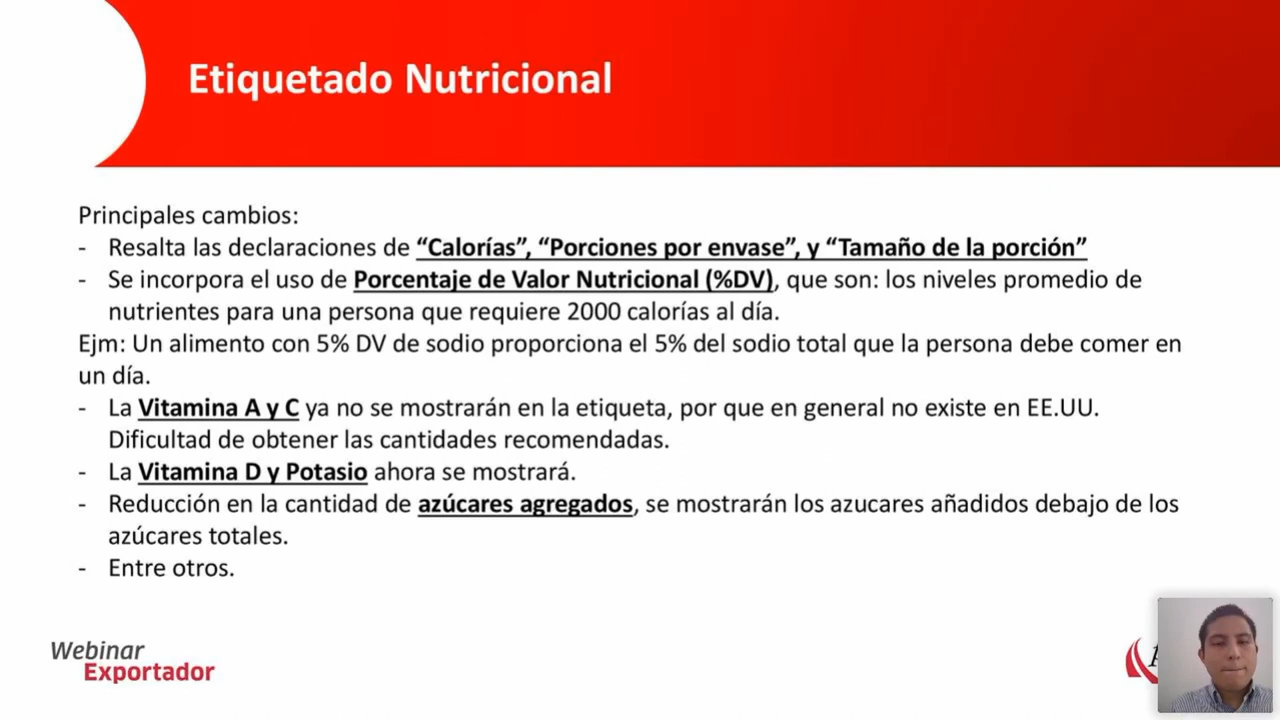 Etiquetado Nutricional
Principales cambios:
- Resalta las declaraciones de “Calorías”, “Porciones por envase”, y “Tamaño de la porción”
- Se incorpora el uso de Porcentaje de Valor Nutricional (%DV), que son: los niveles promedio de
nutrientes para una persona que requiere 2000 calorías al día.
Ejm: Un alimento con 5% DV de sodio proporciona el 5% del sodio total que la persona debe comer en
un día.
- La Vitamina A y C ya no se mostrarán en la etiqueta, por que en general no existe en EE.UU.
Dificultad de obtener las cantidades recomendadas.
- La Vitamina D y Potasio ahora se mostrará.
- Reducción en la cantidad de azúcares agregados, se mostrarán los azucares añadidos debajo de los
azúcares totales.
- Entre otros.
Webinar
Exportador